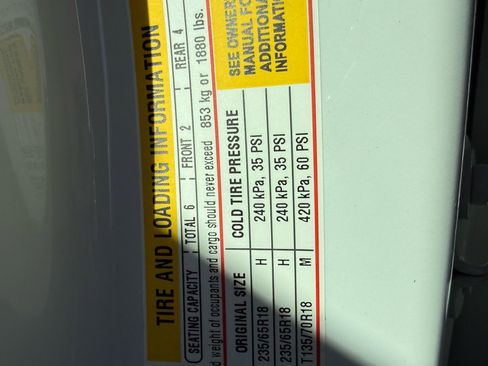 TIRE AND LOADING INFORMATION
SEATING CAPACITY TOTAL 6 FRONT 2 REAR 4
d weight of occupants and cargo should never exceed 853 kg or 1880 lbs.
ORIGINAL SIZE COLD TIRE PRESSURE
235/65R18 H 240 kPa, 35 PSI
235/65R18 H 240 kPa, 35 PSI
T135/70R18 M 420 kPa, 60 PSI
SEE OWNERS
MANUAL FO
ADDITIONA
INFORMATI